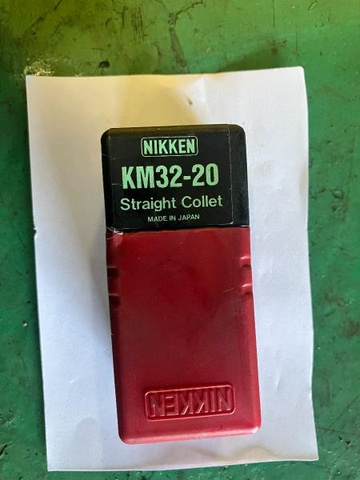 NIKKEN
KM32-20
Straight Collet
MADE IN JAPAN
NIKKEN